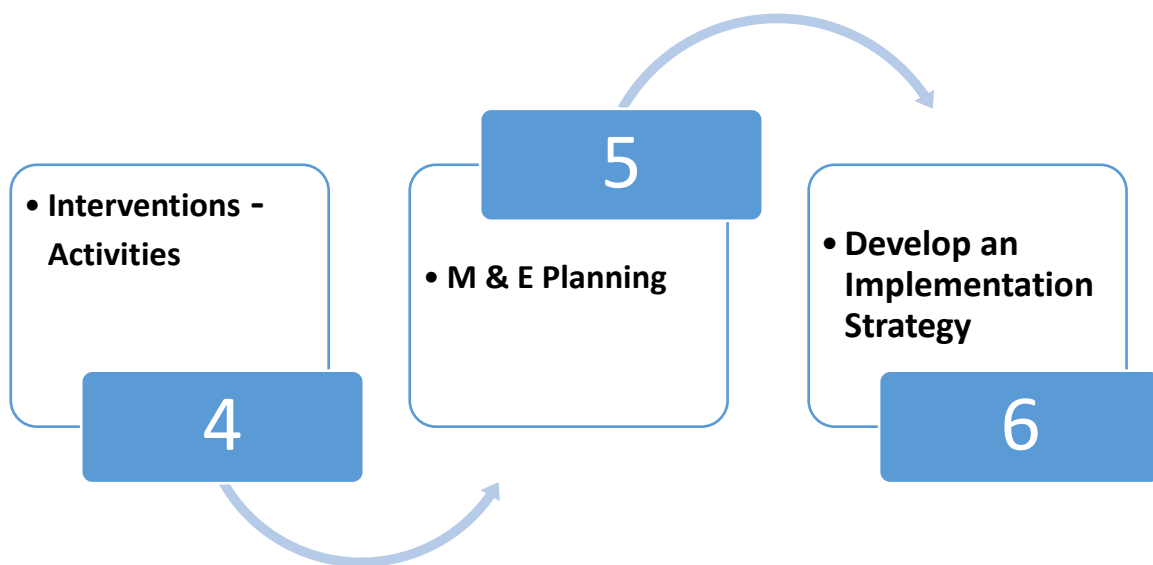 • Interventions -
Activities
4
5
• M & E Planning
• Develop an
Implementation
Strategy
6